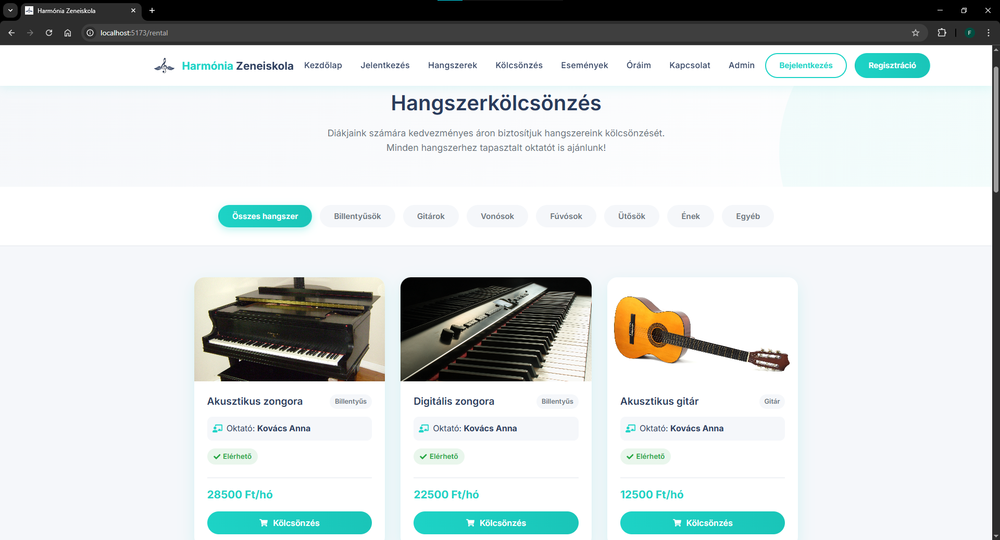 Harmónia Zeneiskola
localhost:5173/rental
F
Harmónia Zeneiskola
Kezdőlap
Jelentkezés
Hangszerek
Kölcsönzés
Események
Óráim
Kapcsolat
Admin
Bejelentkezés
Regisztráció
Hangszerkölcsönzés
Diákjaink számára kedvezményes áron biztosítjuk hangszereink kölcsönzését.
Minden hangszerhez tapasztalt oktatót is ajánlunk!
Összes hangszer
Billentyűsök
Gitárok
Vonósok
Fúvósok
Ütősök
Ének
Egyéb
Akusztikus zongora
Billentyűs
Oktató: Kovács Anna
Elérhető
28500 Ft/hó
Kölcsönzés
Digitális zongora
Billentyűs
Oktató: Kovács Anna
Elérhető
22500 Ft/hó
Kölcsönzés
Akusztikus gitár
Gitár
Oktató: Kovács Anna
Elérhető
12500 Ft/hó
Kölcsönzés